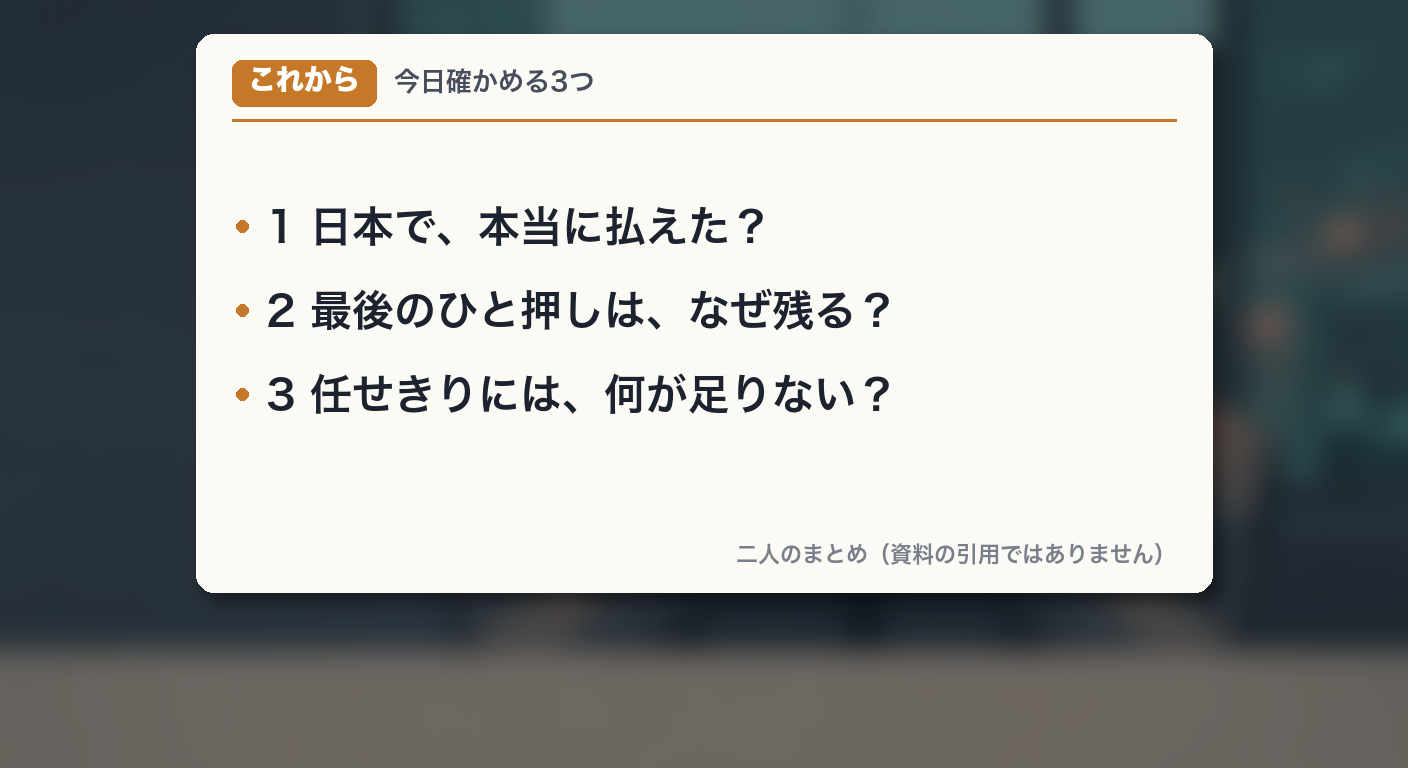 これから 今日確かめる3つ
• 1 日本で、本当に払えた？
• 2 最後のひと押しは、なぜ残る？
• 3 任せきりには、何が足りない？
二人のまとめ（資料の引用ではありません）